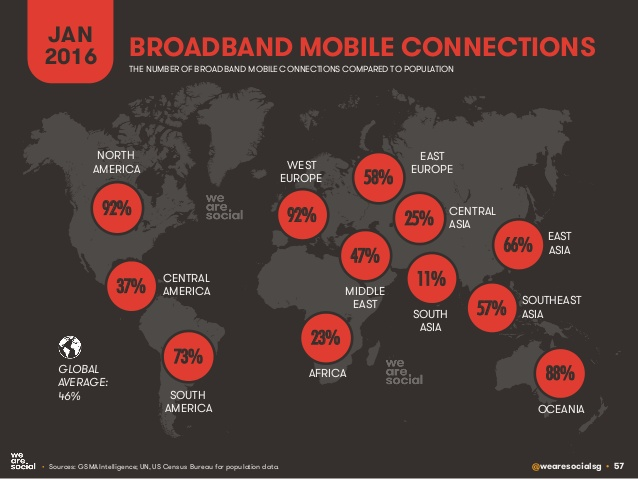 JAN
2016
BROADBAND MOBILE CONNECTIONS
THE NUMBER OF BROADBAND MOBILE CONNECTIONS COMPARED TO POPULATION
NORTH
AMERICA
92%
we
are
social
WEST
EUROPE
92%
58%
EAST
EUROPE
25%
CENTRAL
ASIA
66%
EAST
ASIA
37%
CENTRAL
AMERICA
47%
MIDDLE
EAST
11%
SOUTH
ASIA
57%
SOUTHEAST
ASIA
GLOBAL
AVERAGE:
46%
73%
SOUTH
AMERICA
23%
AFRICA
we
are
social
88%
OCEANIA
we
are
social
• Sources: GSMA Intelligence; UN, US Census Bureau for population data.
@wearesocialsg • 57